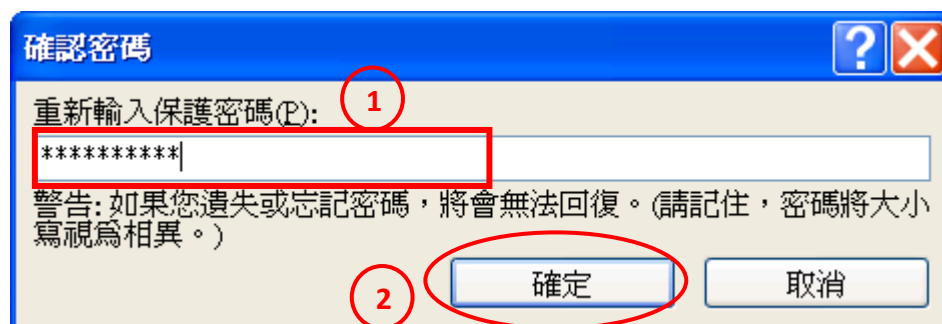 確認密碼
重新輸入保護密碼(P):
1
**********
警告: 如果您遺失或忘記密碼，將會無法回復。(請記住，密碼將大小
寫視為相異。)
2
確定
取消